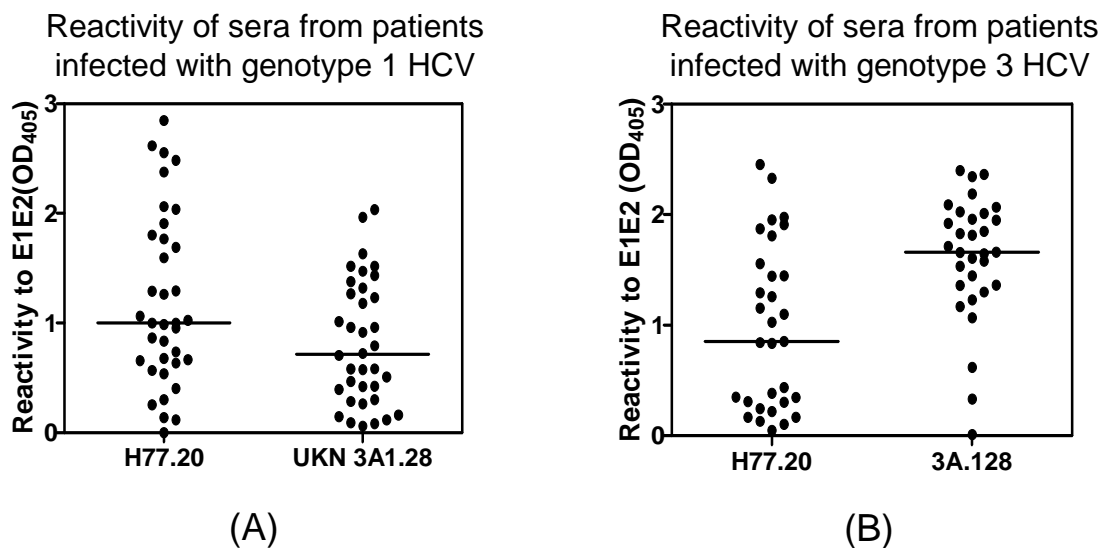 Reactivity of sera from patients
infected with genotype 1 HCV
Reactivity to E1E2(OD405)
3
2
1
0
H77.20 UKN 3A1.28
(A)
Reactivity of sera from patients
infected with genotype 3 HCV
Reactivity to E1E2 (OD405)
3
2
1
0
H77.20 3A.128
(B)